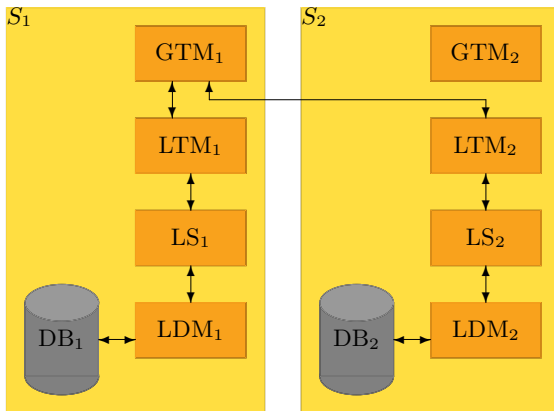 S₁
GTM₁
LTM₁
LS₁
DB₁
LDM₁
S₂
GTM₂
LTM₂
LS₂
DB₂
LDM₂